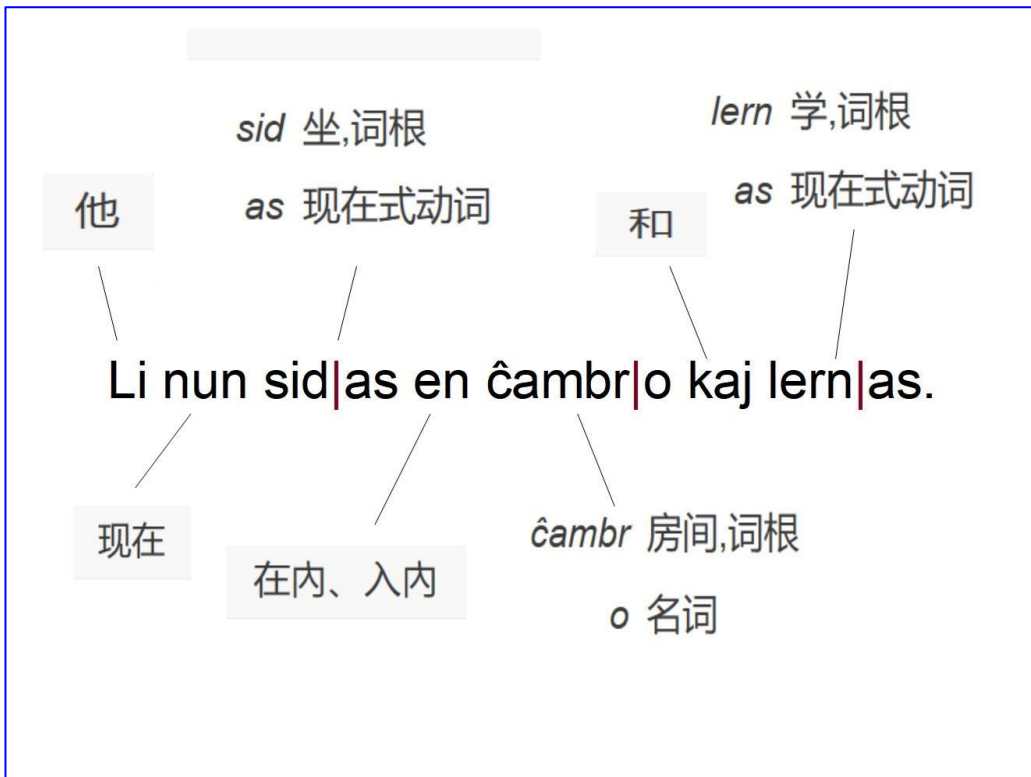 sid 坐,词根
lern 学,词根
他
as 现在式动词
和
as 现在式动词
Li nun sid|as en ĉambr|o kaj lern|as.
现在
在内、入内
ĉambr 房间,词根
o 名词